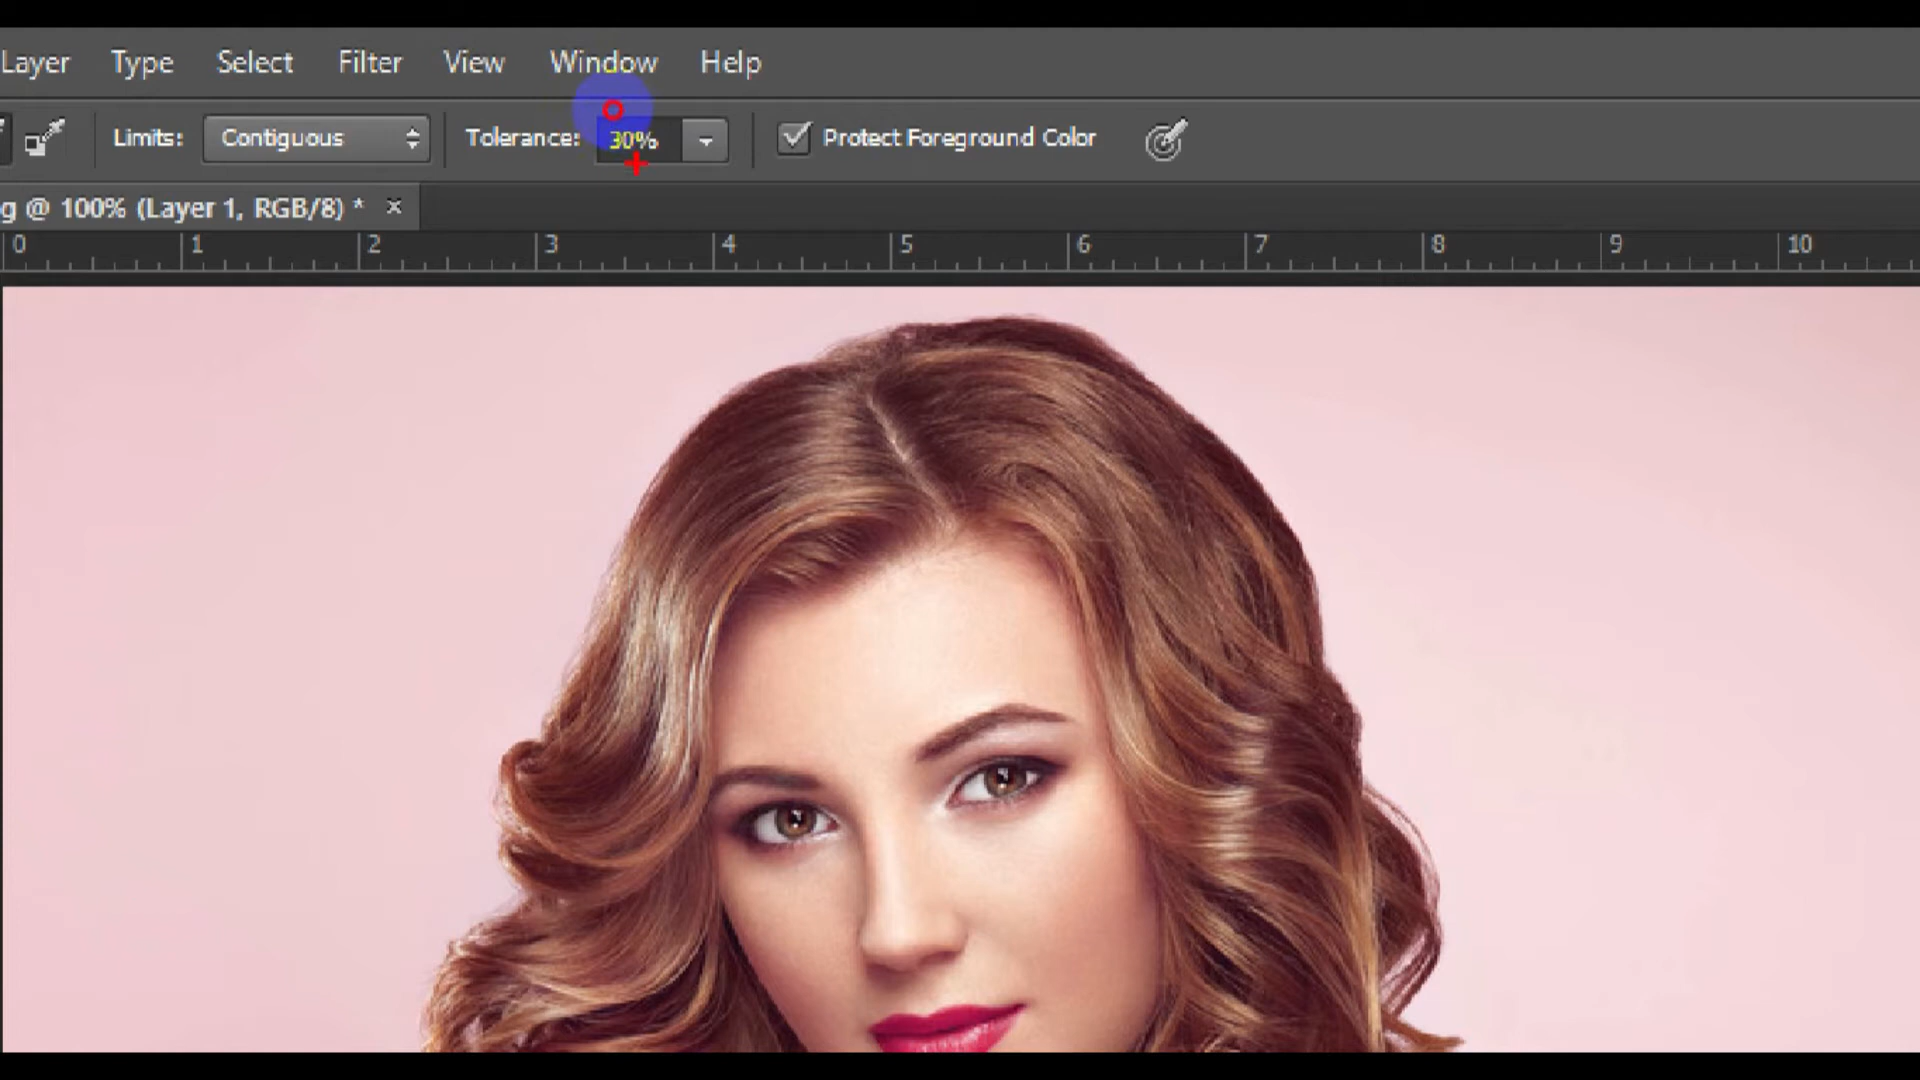 Layer Type Select Filter View Window Help
Limits: Contiguous Tolerance: 30% Protect Foreground Color
g @ 100% (Layer 1, RGB/8) * ×
0 1 2 3 4 5 6 7 8 9 10